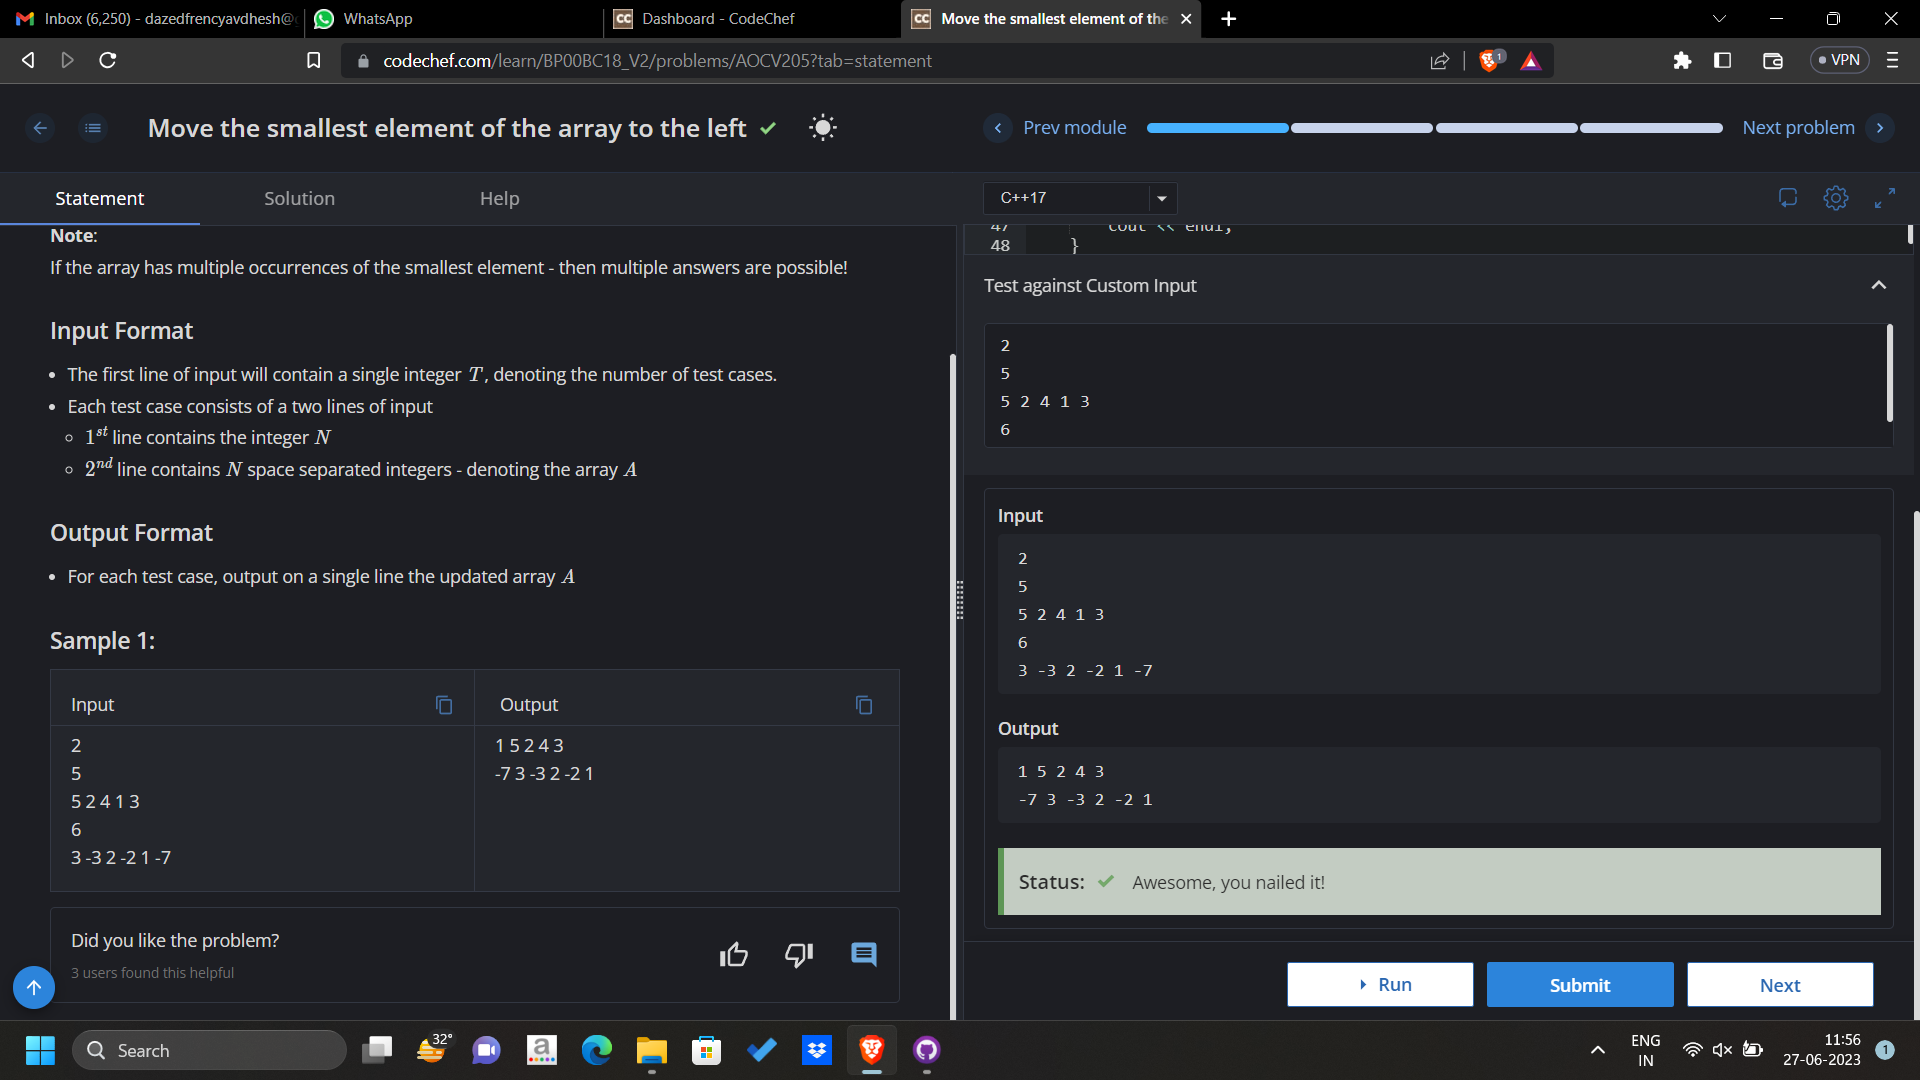 Inbox (6,250) - dazedfrencyavdhesh@
WhatsApp
CC Dashboard - CodeChef
CC Move the smallest element of the
codechef.com/learn/BP00BC18_V2/problems/AOCV205?tab=statement
1
VPN
Move the smallest element of the array to the left
Prev module
Next problem
Statement
Solution
Help
C++17
Note:
If the array has multiple occurrences of the smallest element - then multiple answers are possible!
Input Format
• The first line of input will contain a single integer T, denoting the number of test cases.
• Each test case consists of a two lines of input
◦ 1st line contains the integer N
◦ 2nd line contains N space separated integers - denoting the array A
Output Format
• For each test case, output on a single line the updated array A
Sample 1:
Input
Output
2
5
5 2 4 1 3
6
3 -3 2 -2 1 -7
1 5 2 4 3
-7 3 -3 2 -2 1
Did you like the problem?
3 users found this helpful
47 cout << endl;
48 }
Test against Custom Input
2
5
5 2 4 1 3
6
Input
2
5
5 2 4 1 3
6
3 -3 2 -2 1 -7
Output
1 5 2 4 3
-7 3 -3 2 -2 1
Status: Awesome, you nailed it!
Run
Submit
Next
Search
32°
a
ENG
IN
11:56
27-06-2023
1